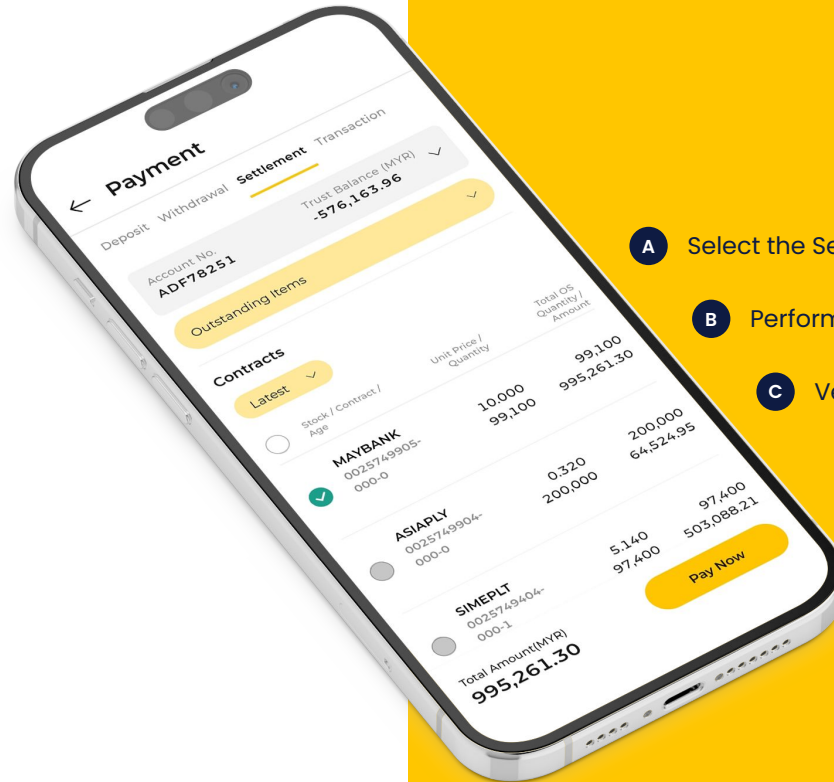 Payment
Deposit Withdrawal Settlement Transaction
Account No. Trust Balance (MYR)
ADF78251 -576,163.96
Outstanding Items
Contracts
Latest
Stock / Contract /
Age
Unit Price /
Quantity
Total OS
Quantity /
Amount
MAYBANK 10.000 99,100
0025749905- 99,100 995,261.30
000-0
ASIAPLY 0.320 200,000
0025749904- 200,000 64,524.95
000-0
SIMEPLT 5.140 97,400
0025749404- 97,400 503,088.21
000-1
Total Amount(MYR)
995,261.30
Pay Now
A Select the Se
B Perform
C Ve